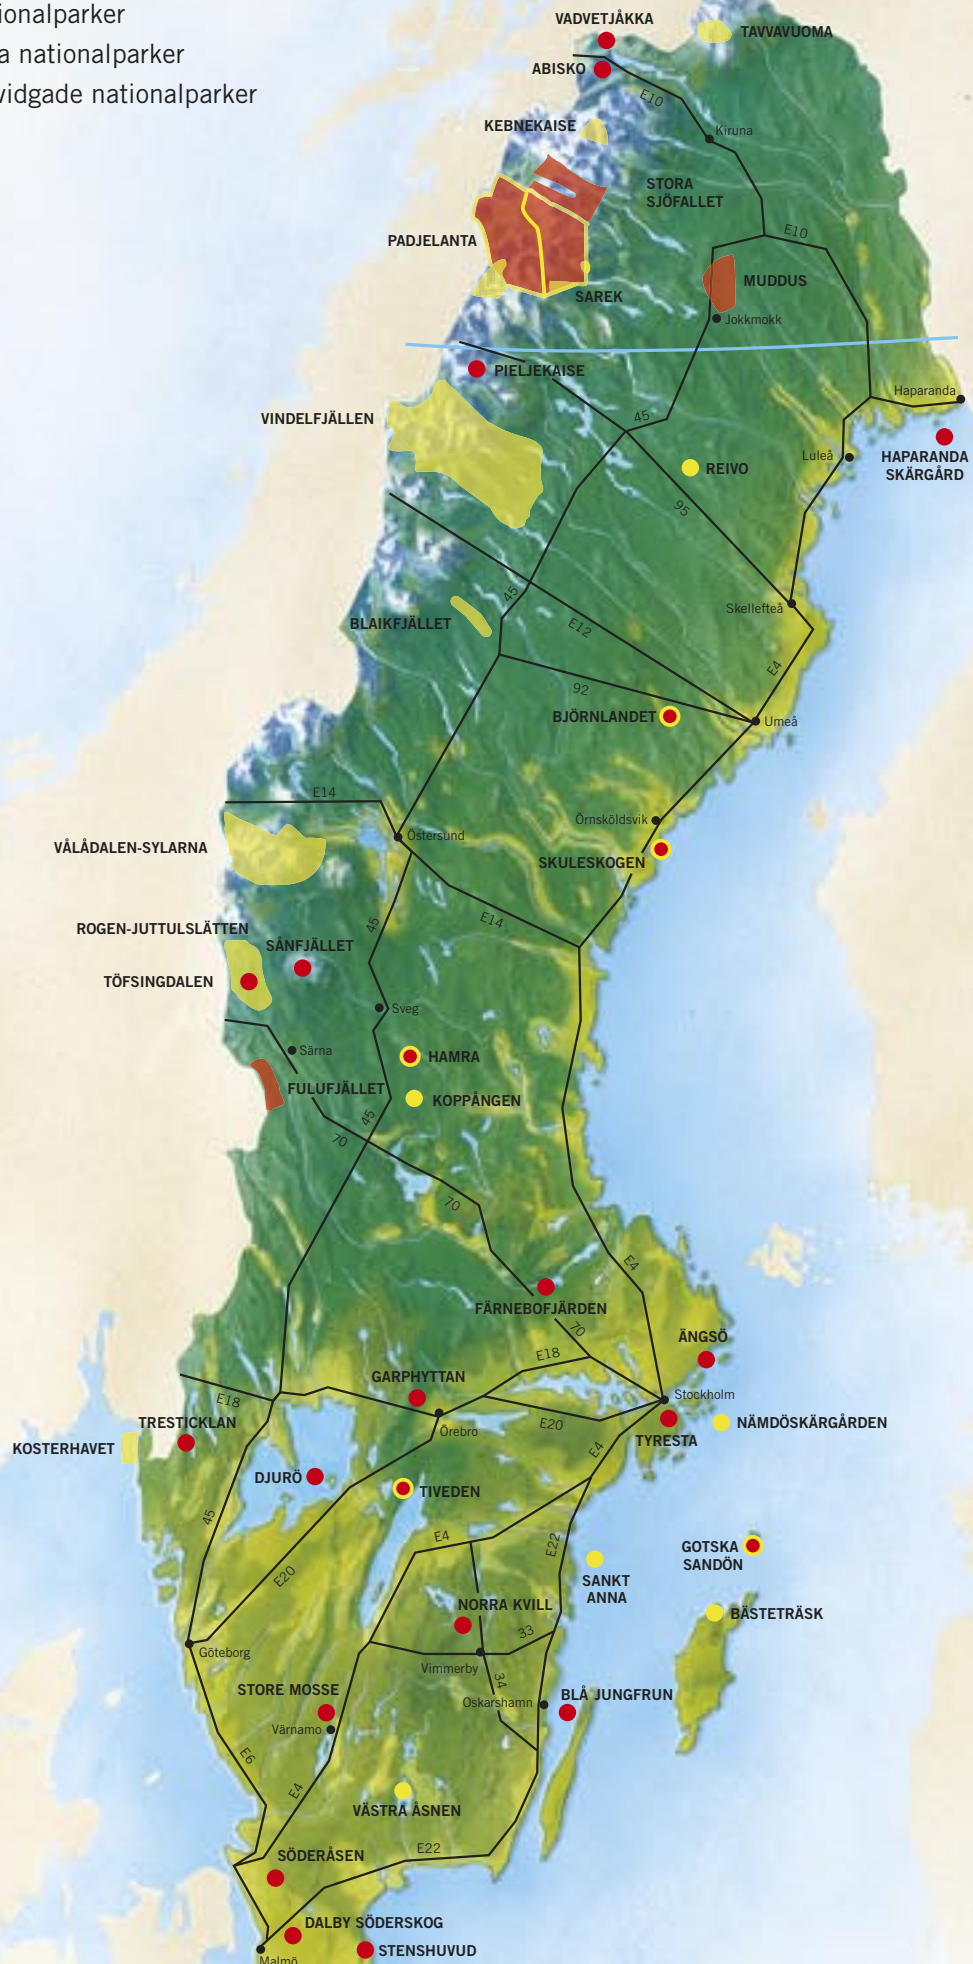 a nationalparker
VADVETJÅKKA
TAVVAVUOMA
ABISKO
E10
KEBNEKAISE
Kiruna
STORA
SJÖFALLET
PADJELANTA
E10
MUDDUS
SAREK
Jokkmokk
PIELJEKAISE
Haparanda
VINDELFJÄLLEN
45
Luleå
HAPARANDA
SKÄRGÅRD
REIVO
95
45
Skellefteå
BLAIKFJÄLLET
E12
E4
92
BJÖRNLANDET
Umeå
E14
Örnsköldsvik
Östersund
VÅLÅDALEN-SYLARNA
SKULESKOGEN
45
E14
ROGEN-JUTTULSLÄTTEN
SÅNFJÄLLET
TÖFSINGDALEN
Sveg
Särna
HAMRA
FULUFJÄLLET
KOPPÅNGEN
45
70
70
E4
FÄRNEBOFJÄRDEN
70
ÄNGSÖ
E18
GARPHYTTAN
Stockholm
E18
TRESTICKLAN
Örebro
E20
NÄMDÖSKÄRGÅRDEN
KOSTERHAVET
TYRESTA
E4
DJURÖ
TIVEDEN
45
E4
E22
GOTSKA
SANDÖN
E20
SANKT
ANNA
NORRA KVILL
BÄSTETRÄSK
33
Göteborg
Vimmerby
34
STORE MOSSE
BLÅ JUNGFRUN
Oskarshamn
Värnamo
E6
E4
VÄSTRA ÅSNEN
E22
SÖDERÅSEN
DALBY SÖDERSKOG
STENSHUVUD
Malmö